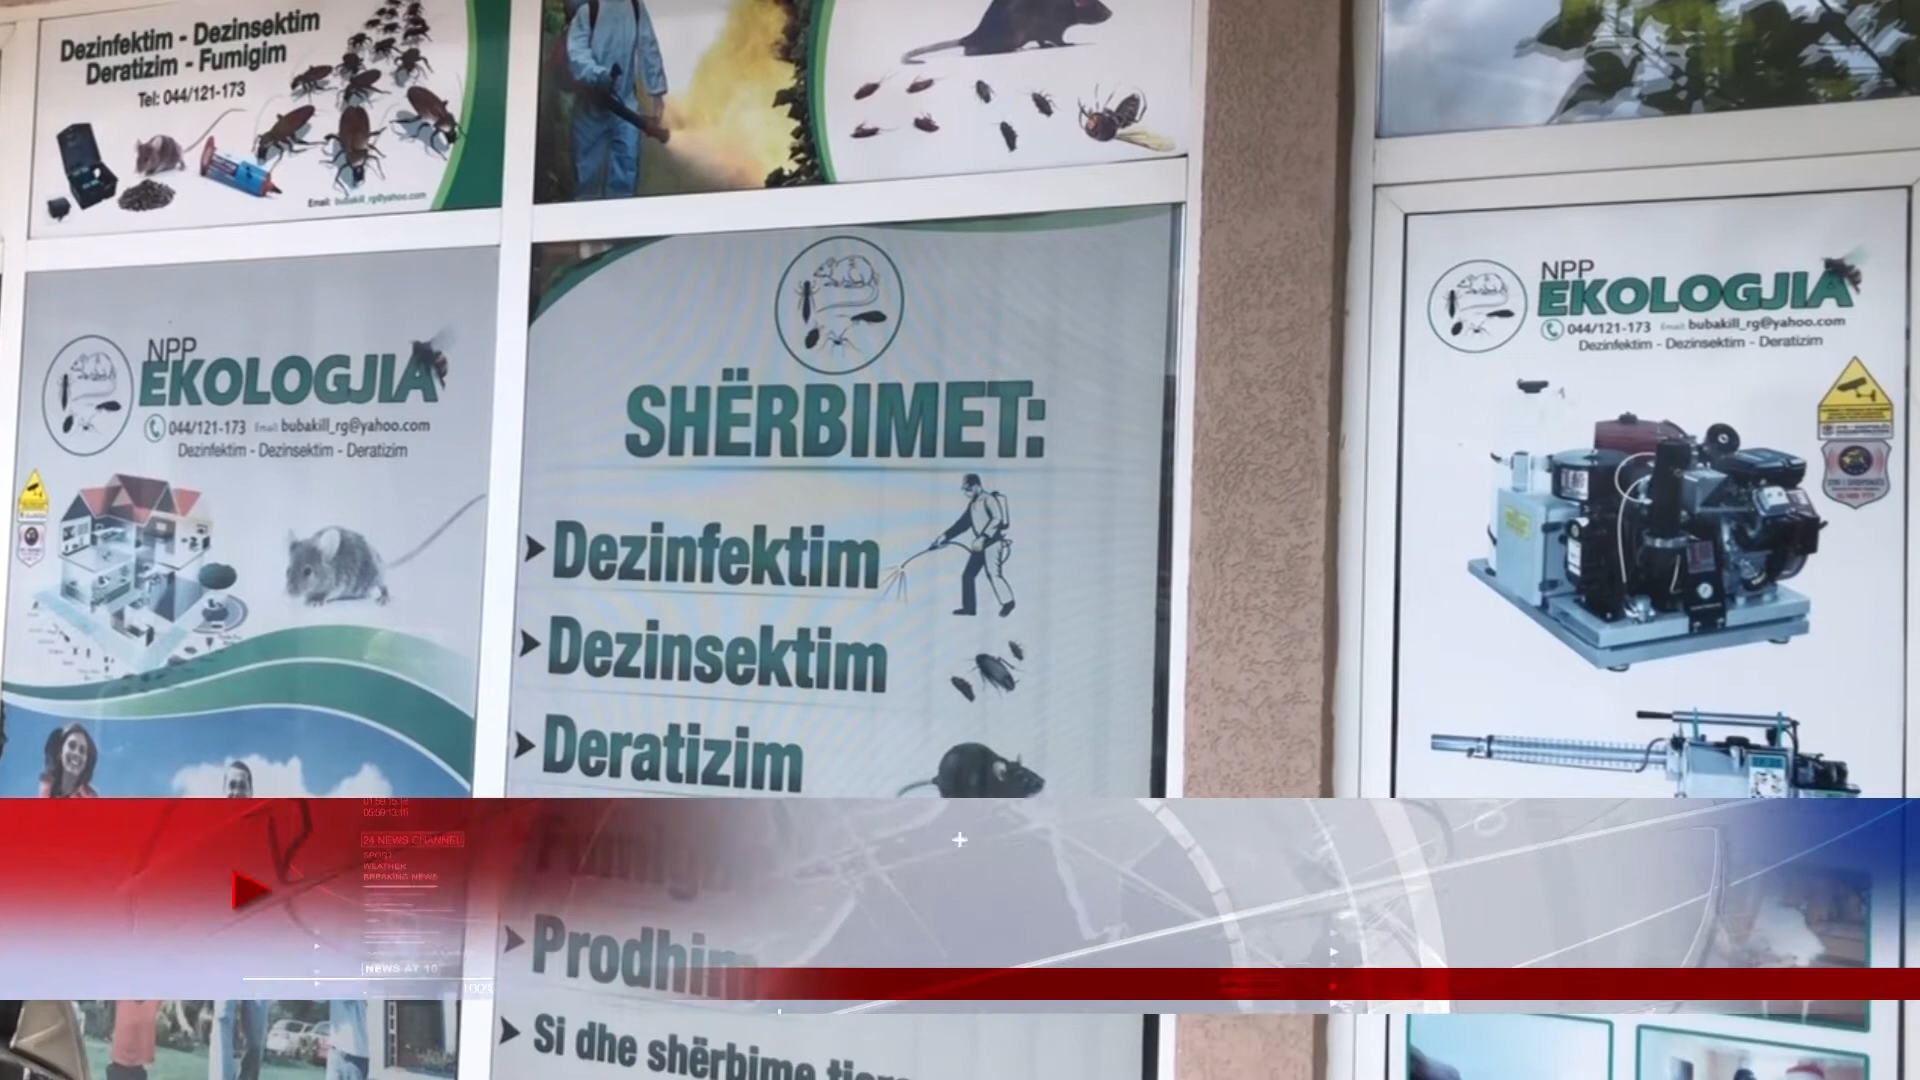 Dezinfektim - Dezinsektim
Deratizim - Fumigim
Tel: 044/121-173
Email: bubakill_rg@yahoo.com
NPP
EKOLOGJIA
044/121-173 Email: bubakill_rg@yahoo.com
Dezinfektim - Dezinsektim - Deratizim
SHËRBIMET:
Dezinfektim
Dezinsektim
Deratizim
Prodhim
Si dhe shërbime
NPP
EKOLOGJIA
044/121-173 Email: bubakill_rg@yahoo.com
Dezinfektim - Dezinsektim - Deratizim
24 NEWS CHANNEL
SPORT
WEATHER
BREAKING NEWS
NEWS AT 10
100%